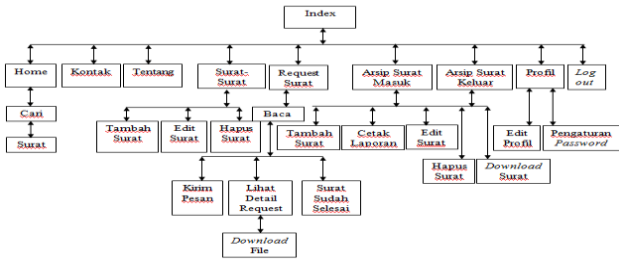 Index
Home
Kontak
Tentang
Surat-
Surat
Request
Surat
Arsip Surat
Masuk
Arsip Surat
Keluar
Profil
Log
out
Cari
Surat
Tambah
Surat
Edit
Surat
Hapus
Surat
Baca
Tambah
Surat
Cetak
Laporan
Edit
Surat
Hapus
Surat
Download
Surat
Edit
Profil
Pengaturan
Password
Kirim
Pesan
Lihat
Detail
Request
Surat
Sudah
Selesai
Download
File